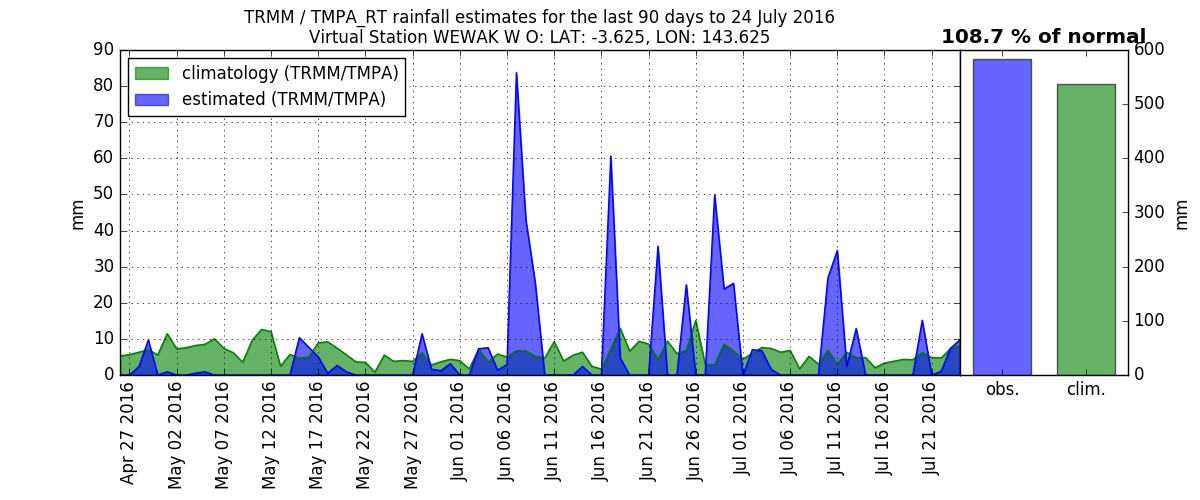 TRMM / TMPA_RT rainfall estimates for the last 90 days to 24 July 2016
Virtual Station WEWAK W O: LAT: -3.625, LON: 143.625
108.7 % of normal
climatology (TRMM/TMPA)
estimated (TRMM/TMPA)
90
80
70
60
50
40
30
20
10
0
mm
Apr 27 2016
May 02 2016
May 07 2016
May 12 2016
May 17 2016
May 22 2016
May 27 2016
Jun 01 2016
Jun 06 2016
Jun 11 2016
Jun 16 2016
Jun 21 2016
Jun 26 2016
Jul 01 2016
Jul 06 2016
Jul 11 2016
Jul 16 2016
Jul 21 2016
obs.
clim.
600
500
400
300
200
100
0
mm